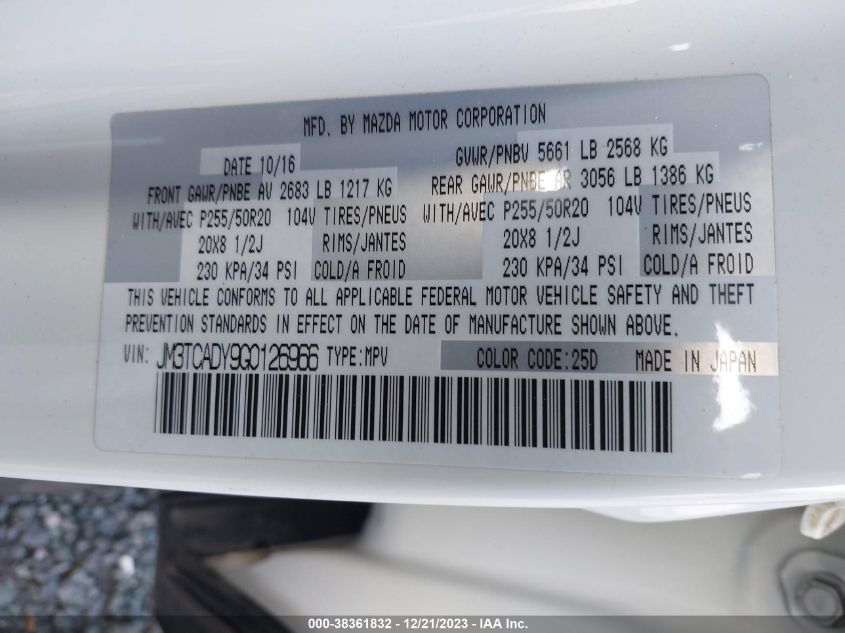 MFD. BY MAZDA MOTOR CORPORATION
DATE 10/16
GVWR/PNBV 5661 LB 2568 KG
FRONT GAWR/PNBE AV 2683 LB 1217 KG
REAR GAWR/PNBE AR 3056 LB 1386 KG
WITH/AVEC P255/50R20 104V TIRES/PNEUS
WITH/AVEC P255/50R20 104V TIRES/PNEUS
20X8 1/2J RIMS/JANTES
20X8 1/2J RIMS/JANTES
230 KPA/34 PSI COLD/A FROID
230 KPA/34 PSI COLD/A FROID
THIS VEHICLE CONFORMS TO ALL APPLICABLE FEDERAL MOTOR VEHICLE SAFETY AND THEFT
PREVENTION STANDARDS IN EFFECT ON THE DATE OF MANUFACTURE SHOWN ABOVE.
VIN: JM3TCADY9G0126966 TYPE:MPV COLOR CODE:25D MADE IN JAPAN
000-38361832 - 12/21/2023 - IAA Inc.